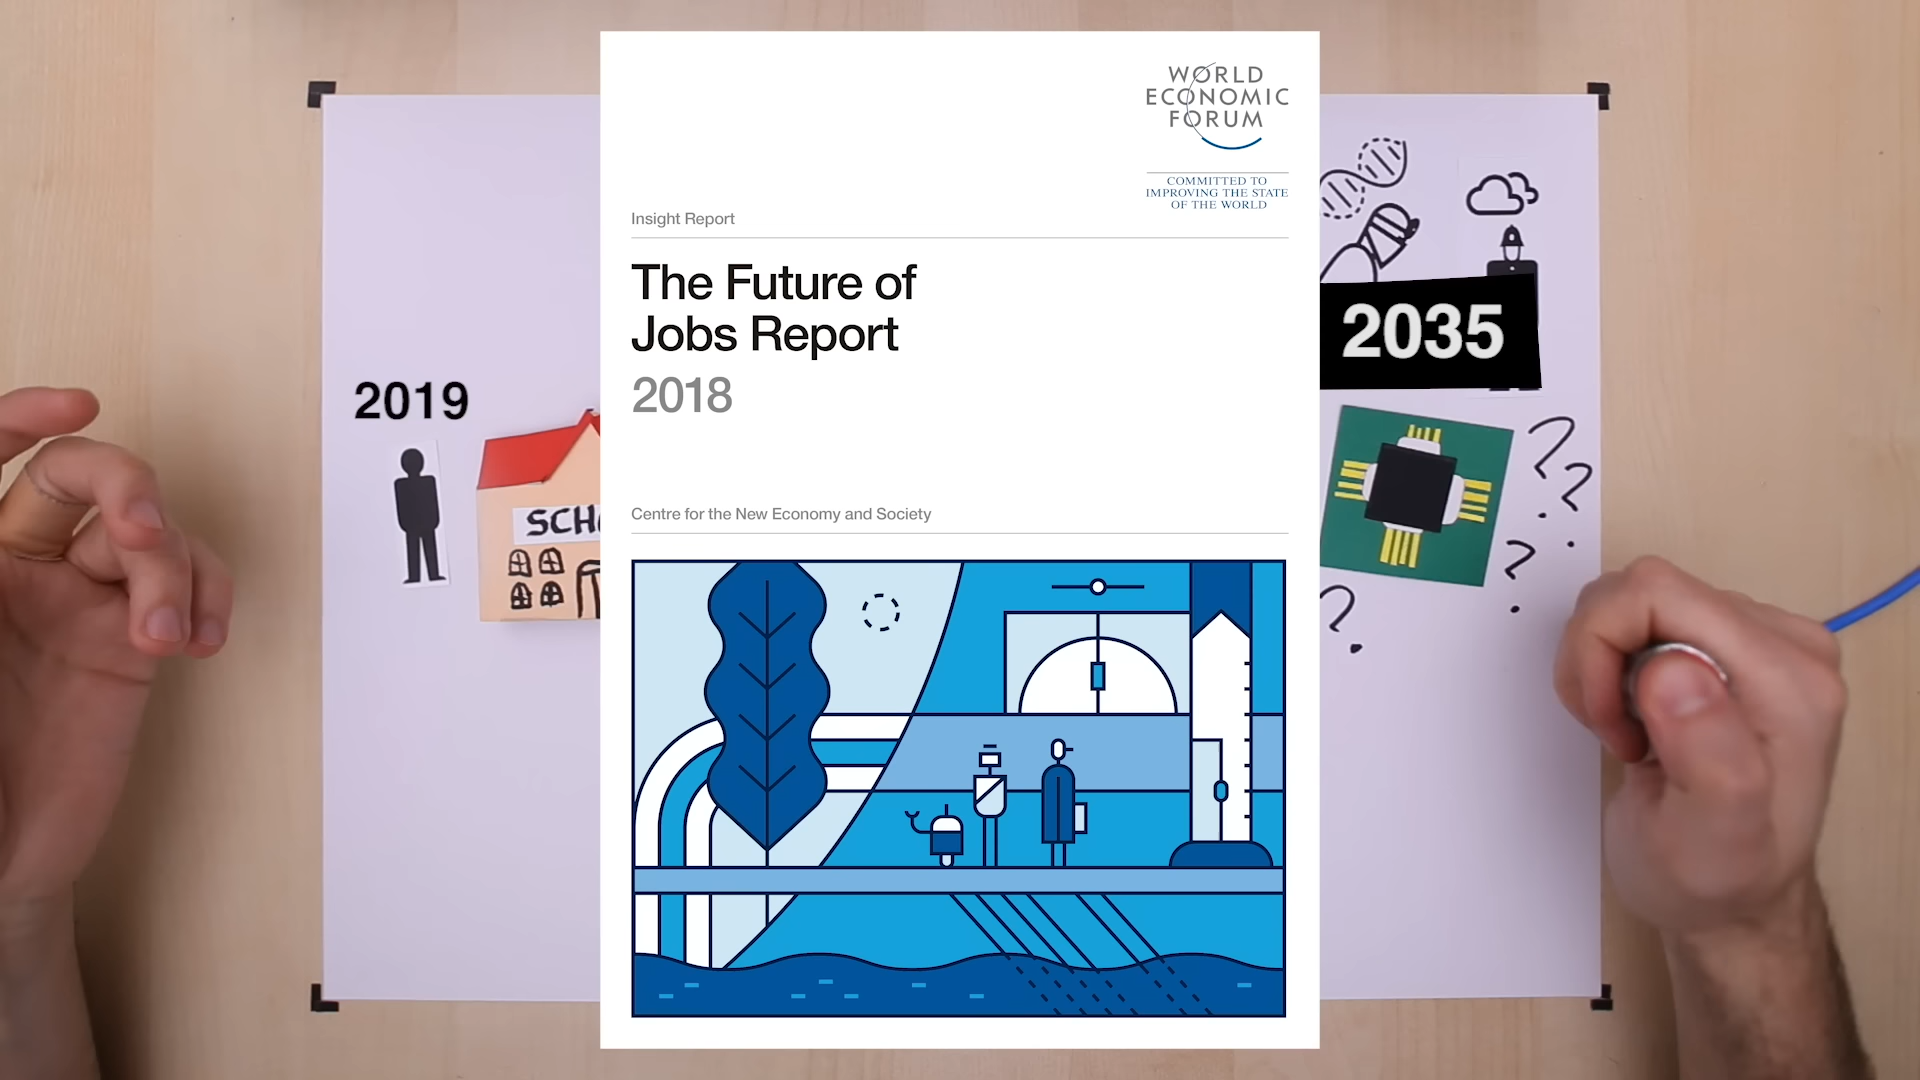 WORLD
ECONOMIC
FORUM
COMMITTED TO
IMPROVING THE STATE
OF THE WORLD
Insight Report
The Future of
Jobs Report
2018
Centre for the New Economy and Society
2019
SCH
2035
? ? ? ?